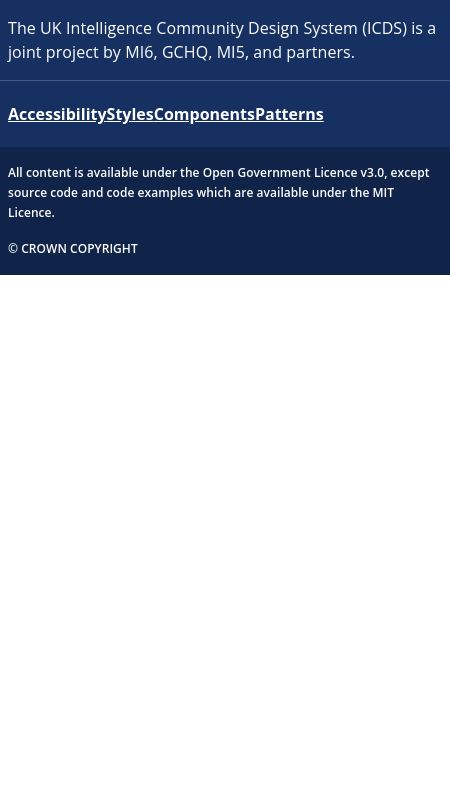 The UK Intelligence Community Design System (ICDS) is a
joint project by MI6, GCHQ, MI5, and partners.
AccessibilityStylesComponentsPatterns
All content is available under the Open Government Licence v3.0, except
source code and code examples which are available under the MIT
Licence.
© CROWN COPYRIGHT